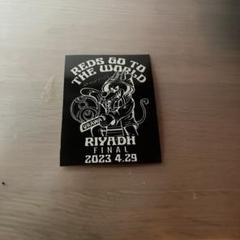 REDS GO TO
THE WORLD
RIYADH
FINAL
2023 4.29